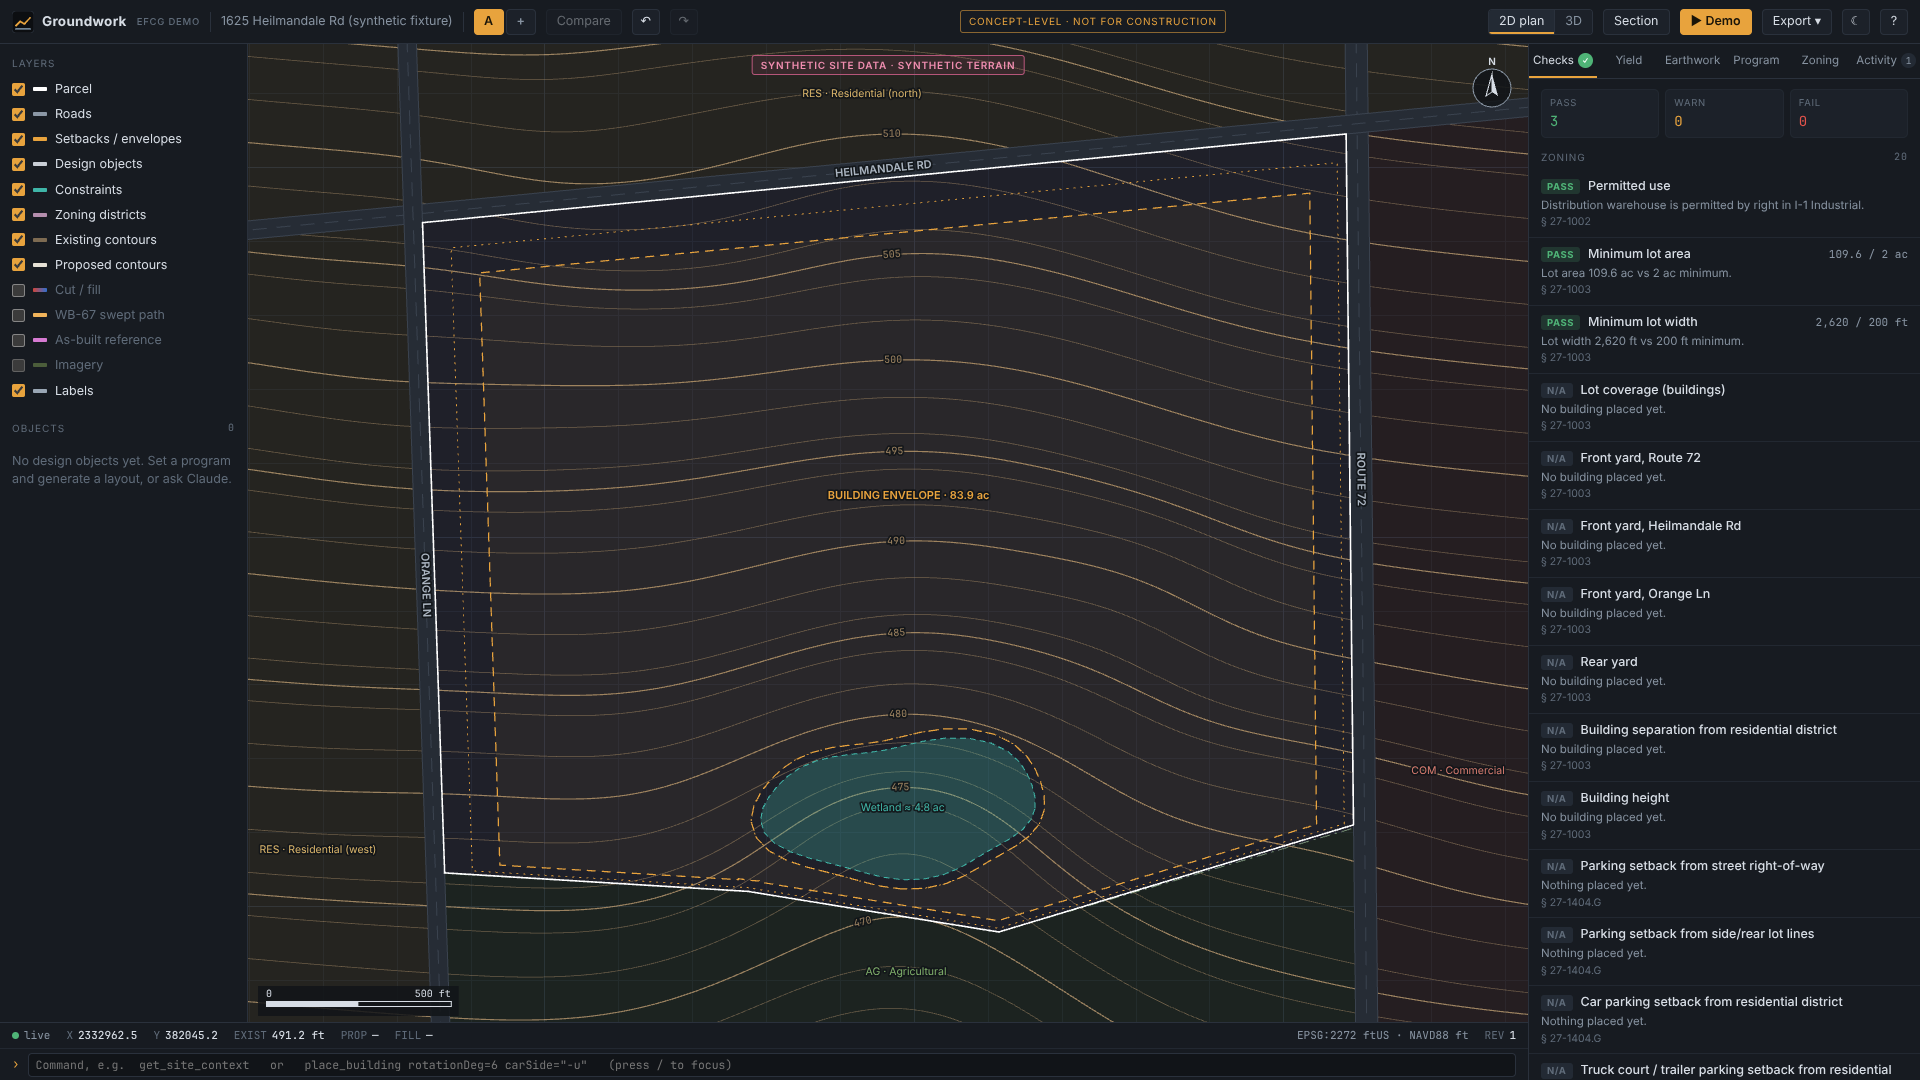 Groundwork EFCG DEMO 1625 Heilmandale Rd (synthetic fixture) A + Compare ↶ ↷ CONCEPT-LEVEL · NOT FOR CONSTRUCTION 2D plan 3D Section ▶ Demo Export ▾ ☾ ?
LAYERS
Parcel
Roads
Setbacks / envelopes
Design objects
Constraints
Zoning districts
Existing contours
Proposed contours
Cut / fill
WB-67 swept path
As-built reference
Imagery
Labels
OBJECTS 0
No design objects yet. Set a program
and generate a layout, or ask Claude.
SYNTHETIC SITE DATA · SYNTHETIC TERRAIN
N
RES · Residential (north)
510
HEILMANDALE RD
505
500
495
ROUTE 72
BUILDING ENVELOPE · 83.9 ac
490
ORANGE LN
485
480
COM · Commercial
475
Wetland ≈ 4.8 ac
RES · Residential (west)
470
AG · Agricultural
0 500 ft
Checks ✓ Yield Earthwork Program Zoning Activity 1
PASS
3
WARN
0
FAIL
0
ZONING 20
PASS Permitted use
Distribution warehouse is permitted by right in I-1 Industrial.
§ 27-1002
PASS Minimum lot area 109.6 / 2 ac
Lot area 109.6 ac vs 2 ac minimum.
§ 27-1003
PASS Minimum lot width 2,620 / 200 ft
Lot width 2,620 ft vs 200 ft minimum.
§ 27-1003
N/A Lot coverage (buildings)
No building placed yet.
§ 27-1003
N/A Front yard, Route 72
No building placed yet.
§ 27-1003
N/A Front yard, Heilmandale Rd
No building placed yet.
§ 27-1003
N/A Front yard, Orange Ln
No building placed yet.
§ 27-1003
N/A Rear yard
No building placed yet.
§ 27-1003
N/A Building separation from residential district
No building placed yet.
§ 27-1003
N/A Building height
No building placed yet.
§ 27-1003
N/A Parking setback from street right-of-way
Nothing placed yet.
§ 27-1404.G
N/A Parking setback from side/rear lot lines
Nothing placed yet.
§ 27-1404.G
N/A Car parking setback from residential district
Nothing placed yet.
§ 27-1404.G
N/A Truck court / trailer parking setback from residential
live X 2332962.5 Y 382045.2 EXIST 491.2 ft PROP — FILL — EPSG:2272 ftUS · NAVD88 ft REV 1
› Command, e.g. get_site_context or place_building rotationDeg=6 carSide="-u" (press / to focus)